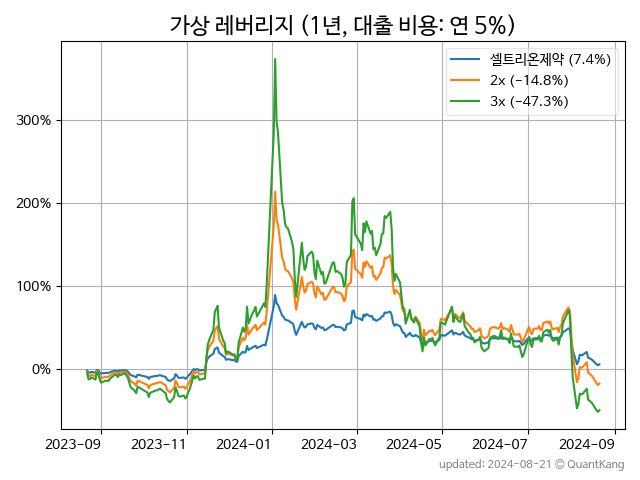 가상 레버리지 (1년, 대출 비용: 연 5%)
셀트리온제약 (7.4%)
2x (-14.8%)
3x (-47.3%)
300%
200%
100%
0%
2023-09 2023-11 2024-01 2024-03 2024-05 2024-07 2024-09
updated: 2024-08-21 © QuantKang